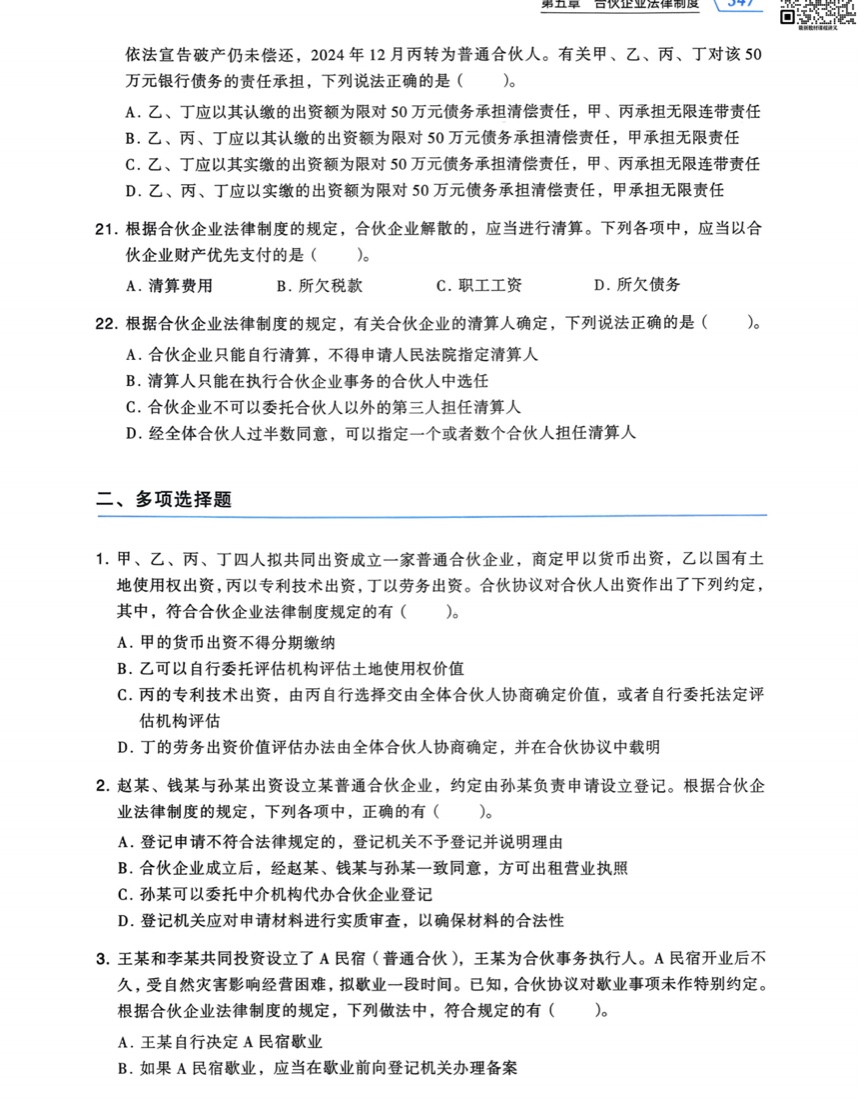 第五章 合伙企业法律制度 347
依法宣告破产仍未偿还，2024 年 12 月丙转为普通合伙人。有关甲、乙、丙、丁对该 50
万元银行债务的责任承担，下列说法正确的是（ ）。
A. 乙、丁应以其认缴的出资额为限对 50 万元债务承担清偿责任，甲、丙承担无限连带责任
B. 乙、丙、丁应以其认缴的出资额为限对 50 万元债务承担清偿责任，甲承担无限责任
C. 乙、丁应以其实缴的出资额为限对 50 万元债务承担清偿责任，甲、丙承担无限连带责任
D. 乙、丙、丁应以实缴的出资额为限对 50 万元债务承担清偿责任，甲承担无限责任
21. 根据合伙企业法律制度的规定，合伙企业解散的，应当进行清算。下列各项中，应当以合
伙企业财产优先支付的是（ ）。
A. 清算费用 B. 所欠税款 C. 职工工资 D. 所欠债务
22. 根据合伙企业法律制度的规定，有关合伙企业的清算人确定，下列说法正确的是（ ）。
A. 合伙企业只能自行清算，不得申请人民法院指定清算人
B. 清算人只能在执行合伙企业事务的合伙人中选任
C. 合伙企业不可以委托合伙人以外的第三人担任清算人
D. 经全体合伙人过半数同意，可以指定一个或者数个合伙人担任清算人
二、多项选择题
1. 甲、乙、丙、丁四人拟共同出资成立一家普通合伙企业，商定甲以货币出资，乙以国有土
地使用权出资，丙以专利技术出资，丁以劳务出资。合伙协议对合伙人出资作出了下列约定，
其中，符合合伙企业法律制度规定的有（ ）。
A. 甲的货币出资不得分期缴纳
B. 乙可以自行委托评估机构评估土地使用权价值
C. 丙的专利技术出资，由丙自行选择交由全体合伙人协商确定价值，或者自行委托法定评
估机构评估
D. 丁的劳务出资价值评估办法由全体合伙人协商确定，并在合伙协议中载明
2. 赵某、钱某与孙某出资设立某普通合伙企业，约定由孙某负责申请设立登记。根据合伙企
业法律制度的规定，下列各项中，正确的有（ ）。
A. 登记申请不符合法律规定的，登记机关不予登记并说明理由
B. 合伙企业成立后，经赵某、钱某与孙某一致同意，方可出租营业执照
C. 孙某可以委托中介机构代办合伙企业登记
D. 登记机关应对申请材料进行实质审查，以确保材料的合法性
3. 王某和李某共同投资设立了 A 民宿（普通合伙），王某为合伙事务执行人。A 民宿开业后不
久，受自然灾害影响经营困难，拟歇业一段时间。已知，合伙协议对歇业事项未作特别约定。
根据合伙企业法律制度的规定，下列做法中，符合规定的有（ ）。
A. 王某自行决定 A 民宿歇业
B. 如果 A 民宿歇业，应当在歇业前向登记机关办理备案